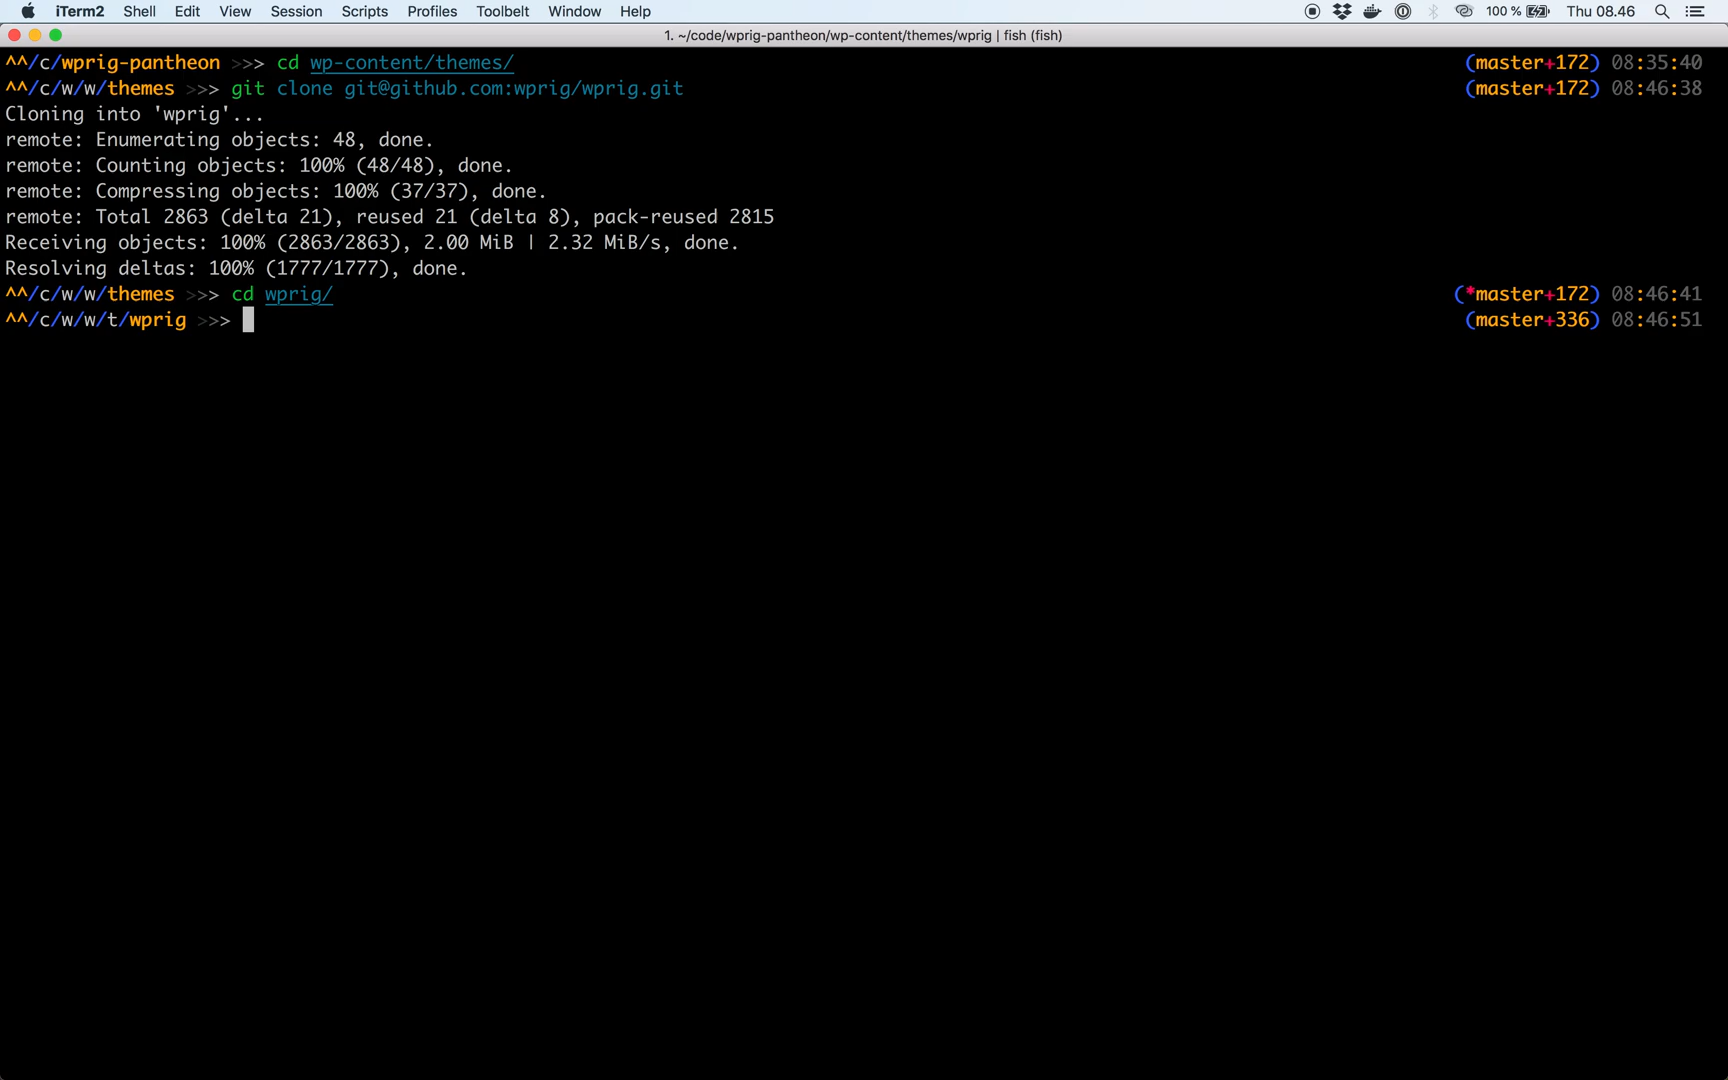 iTerm2 Shell Edit View Session Scripts Profiles Toolbelt Window Help 100 % Thu 08.46
1. ~/code/wprig-pantheon/wp-content/themes/wprig | fish (fish)
^^/c/wprig-pantheon >>> cd wp-content/themes/ (master+172) 08:35:40
^^/c/w/w/themes >>> git clone git@github.com:wprig/wprig.git (master+172) 08:46:38
Cloning into 'wprig'...
remote: Enumerating objects: 48, done.
remote: Counting objects: 100% (48/48), done.
remote: Compressing objects: 100% (37/37), done.
remote: Total 2863 (delta 21), reused 21 (delta 8), pack-reused 2815
Receiving objects: 100% (2863/2863), 2.00 MiB | 2.32 MiB/s, done.
Resolving deltas: 100% (1777/1777), done.
^^/c/w/w/themes >>> cd wprig/ (*master+172) 08:46:41
^^/c/w/w/t/wprig >>> (master+336) 08:46:51